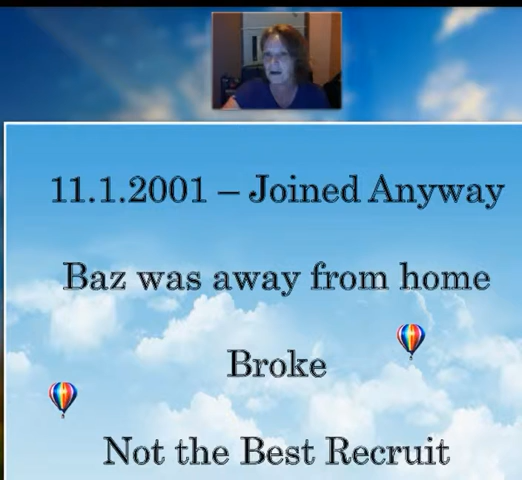 11.1.2001 – Joined Anyway
Baz was away from home
Broke
Not the Best Recruit